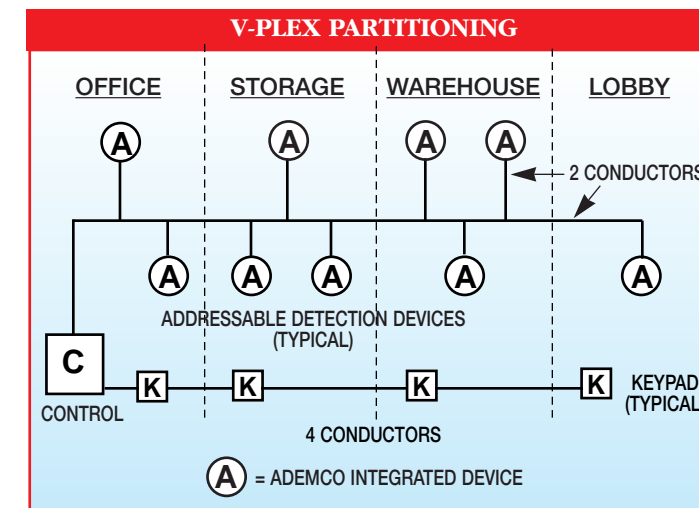 V-PLEX PARTITIONING
OFFICE STORAGE WAREHOUSE LOBBY
A A A A
2 CONDUCTORS
A A A A A
ADDRESSABLE DETECTION DEVICES
(TYPICAL)
C
K K K K KEYPAD
(TYPICAL
CONTROL
4 CONDUCTORS
A = ADEMCO INTEGRATED DEVICE